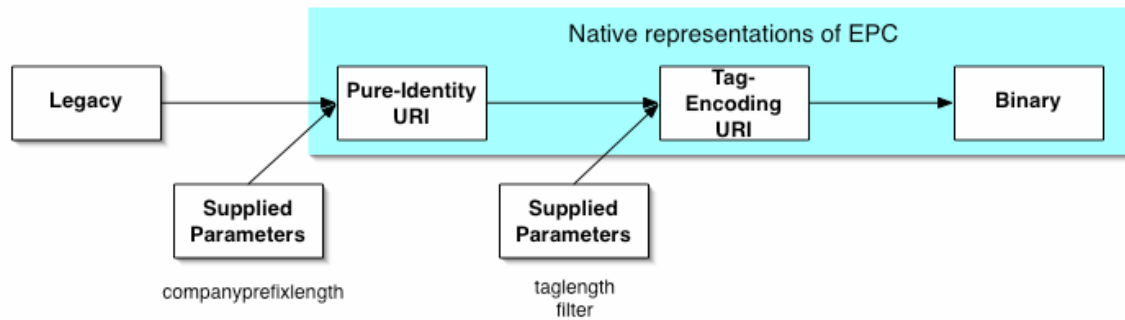 Native representations of EPC
Legacy
Pure-Identity
URI
Tag-
Encoding
URI
Binary
Supplied
Parameters
Supplied
Parameters
companyprefixlength
taglength
filter